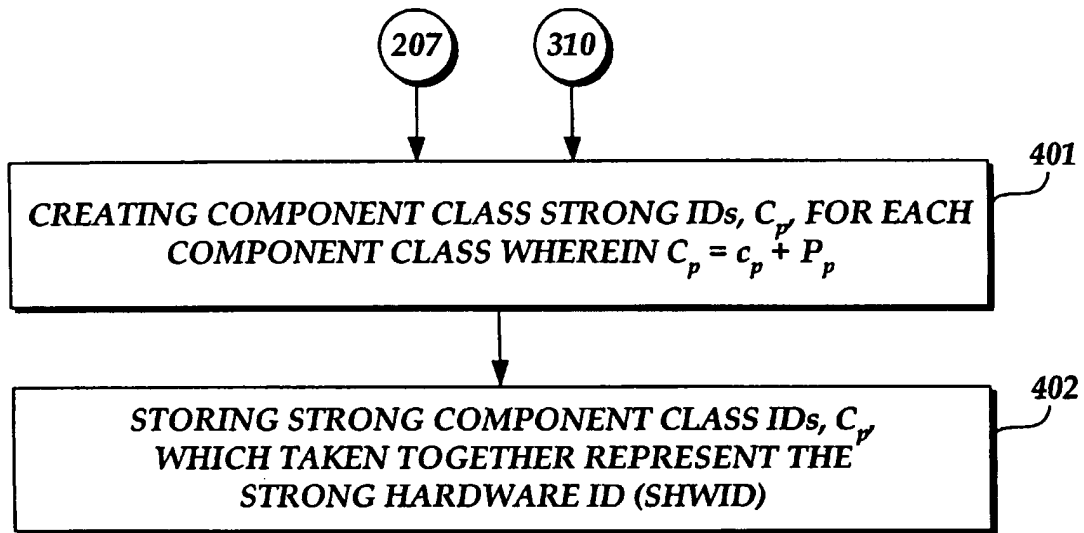 207 310
401
CREATING COMPONENT CLASS STRONG IDs, Cp, FOR EACH
COMPONENT CLASS WHEREIN Cp = cp + Pp
402
STORING STRONG COMPONENT CLASS IDs, Cp,
WHICH TAKEN TOGETHER REPRESENT THE
STRONG HARDWARE ID (SHWID)